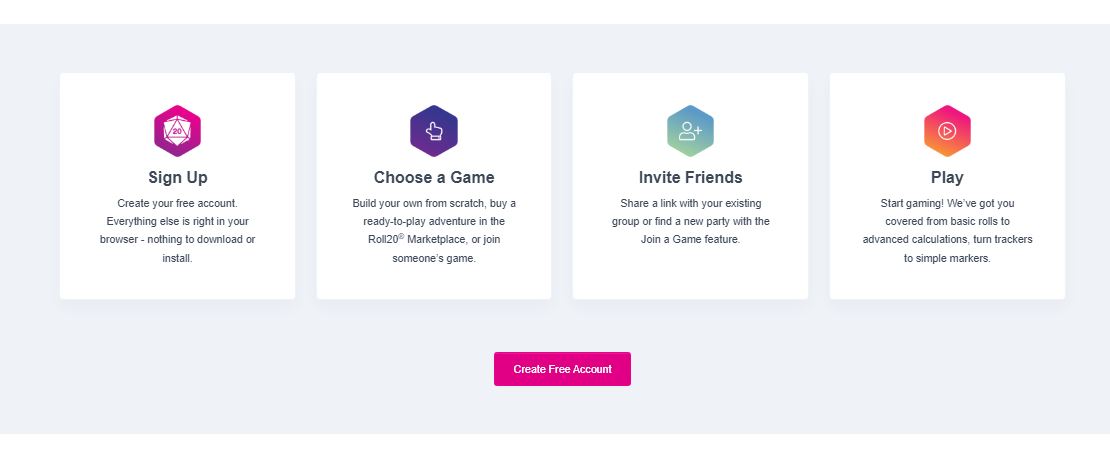 20
Sign Up
Create your free account.
Everything else is right in your
browser - nothing to download or
install.
Choose a Game
Build your own from scratch, buy a
ready-to-play adventure in the
Roll20® Marketplace, or join
someone's game.
Invite Friends
Share a link with your existing
group or find a new party with the
Join a Game feature.
Play
Start gaming! We've got you
covered from basic rolls to
advanced calculations, turn trackers
to simple markers.
Create Free Account